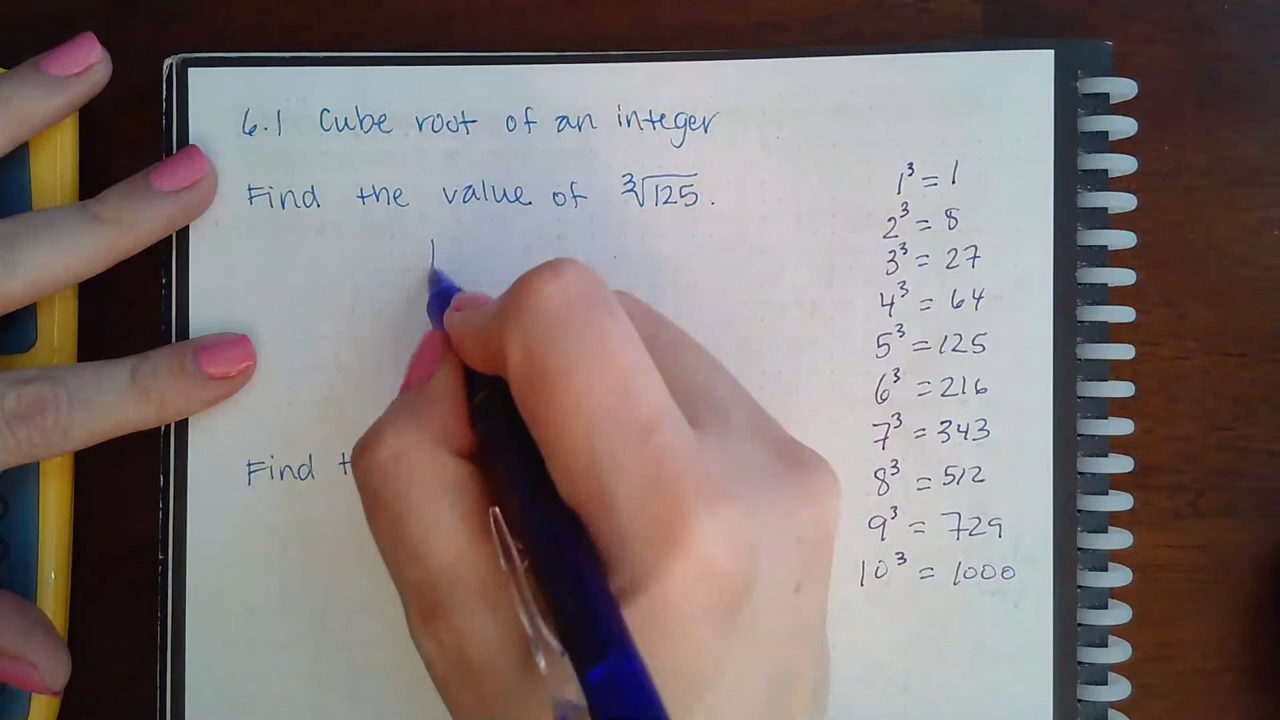 6.1 Cube root of an integer
Find the value of ∛125.
Find
1³ = 1
2³ = 8
3³ = 27
4³ = 64
5³ = 125
6³ = 216
7³ = 343
8³ = 512
9³ = 729
10³ = 1000